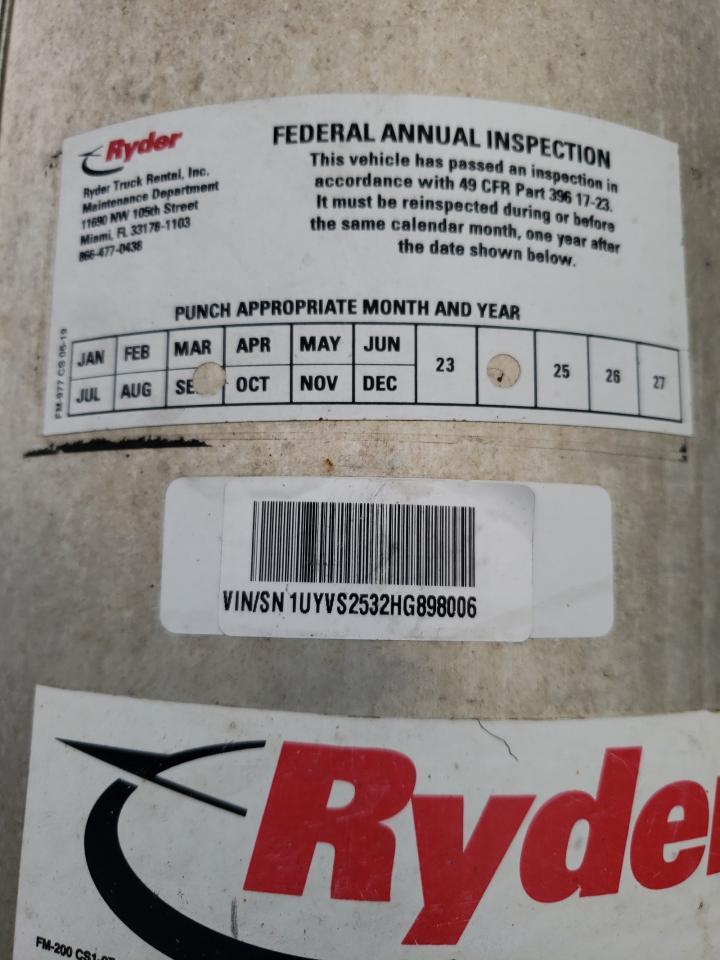 Ryder
Ryder Truck Rental, Inc.
Maintenance Department
11690 NW 105th Street
Miami, FL 33178-1103
866-477-0438
FEDERAL ANNUAL INSPECTION
This vehicle has passed an inspection in
accordance with 49 CFR Part 396 17-23.
It must be reinspected during or before
the same calendar month, one year after
the date shown below.
PUNCH APPROPRIATE MONTH AND YEAR
JAN FEB MAR APR MAY JUN
JUL AUG SE OCT NOV DEC
23 25 26 27
FM-977 CS 06-19
VIN/SN 1UYVS2532HG898006
Ryder
FM-200 CS1-07